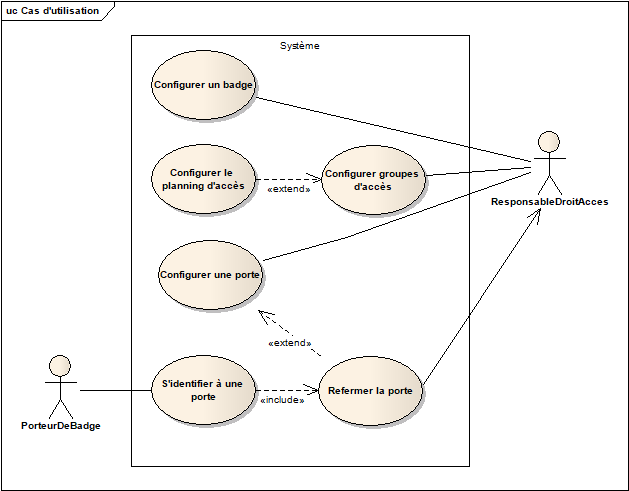 uc Cas d'utilisation
Système
Configurer un badge
Configurer le
planning d'accès
«extend»
Configurer groupes
d'accès
ResponsableDroitAcces
Configurer une porte
«extend»
S'identifier à une
porte
«include»
Refermer la porte
PorteurDeBadge